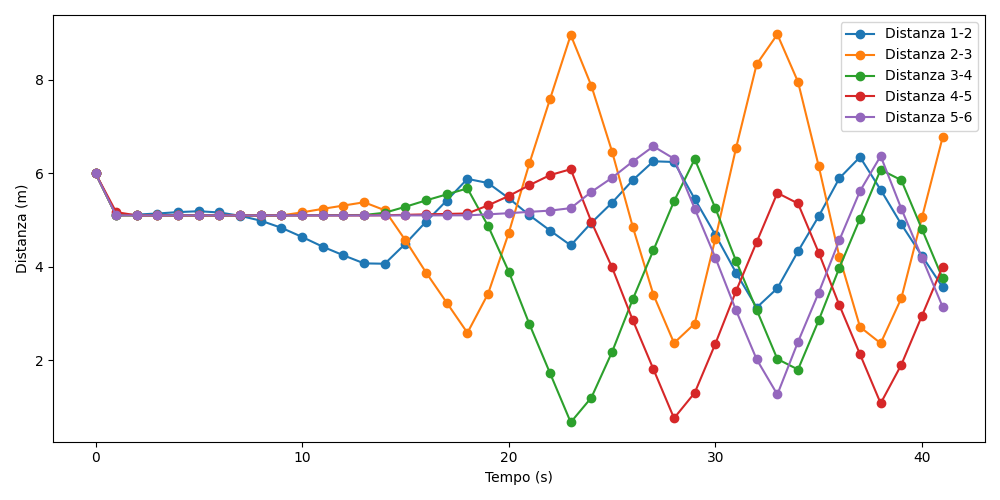 Distanza 1-2
Distanza 2-3
Distanza 3-4
Distanza 4-5
Distanza 5-6
Distanza (m)
8
6
4
2
0
10
20
30
40
Tempo (s)